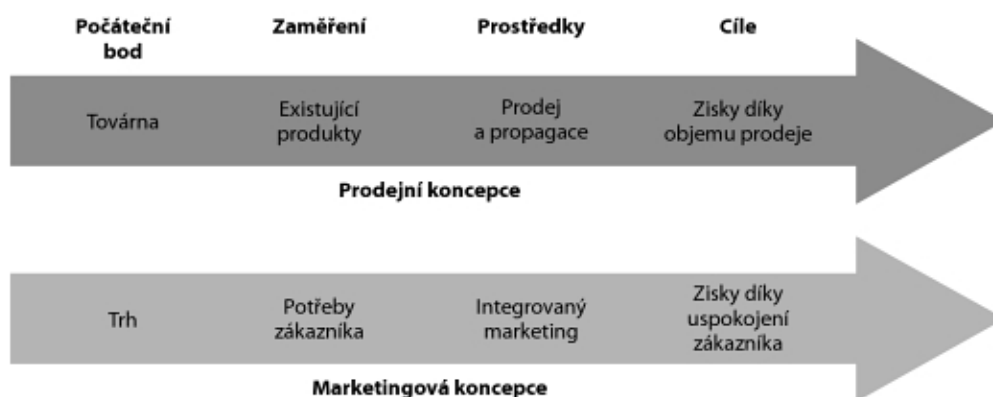 Počáteční
bod
Zaměření
Prostředky
Cíle
Továrna
Existující
produkty
Prodej
a propagace
Zisky díky
objemu prodeje
Prodejní koncepce
Trh
Potřeby
zákazníka
Integrovaný
marketing
Zisky díky
uspokojení
zákazníka
Marketingová koncepce